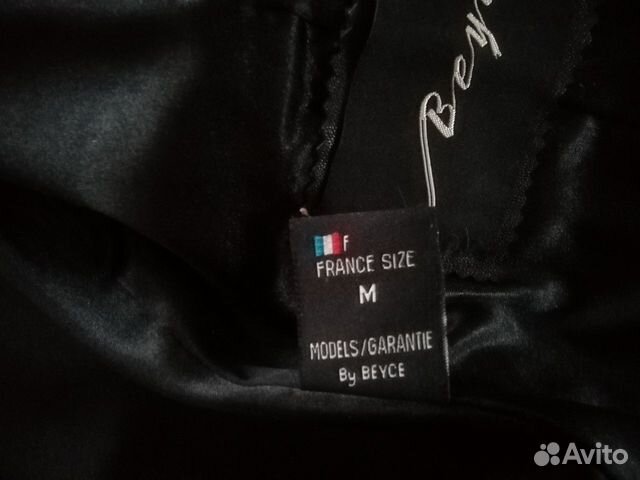 F
FRANCE SIZE
M
MODELS/GARANTIE
By BEYCE
Avito